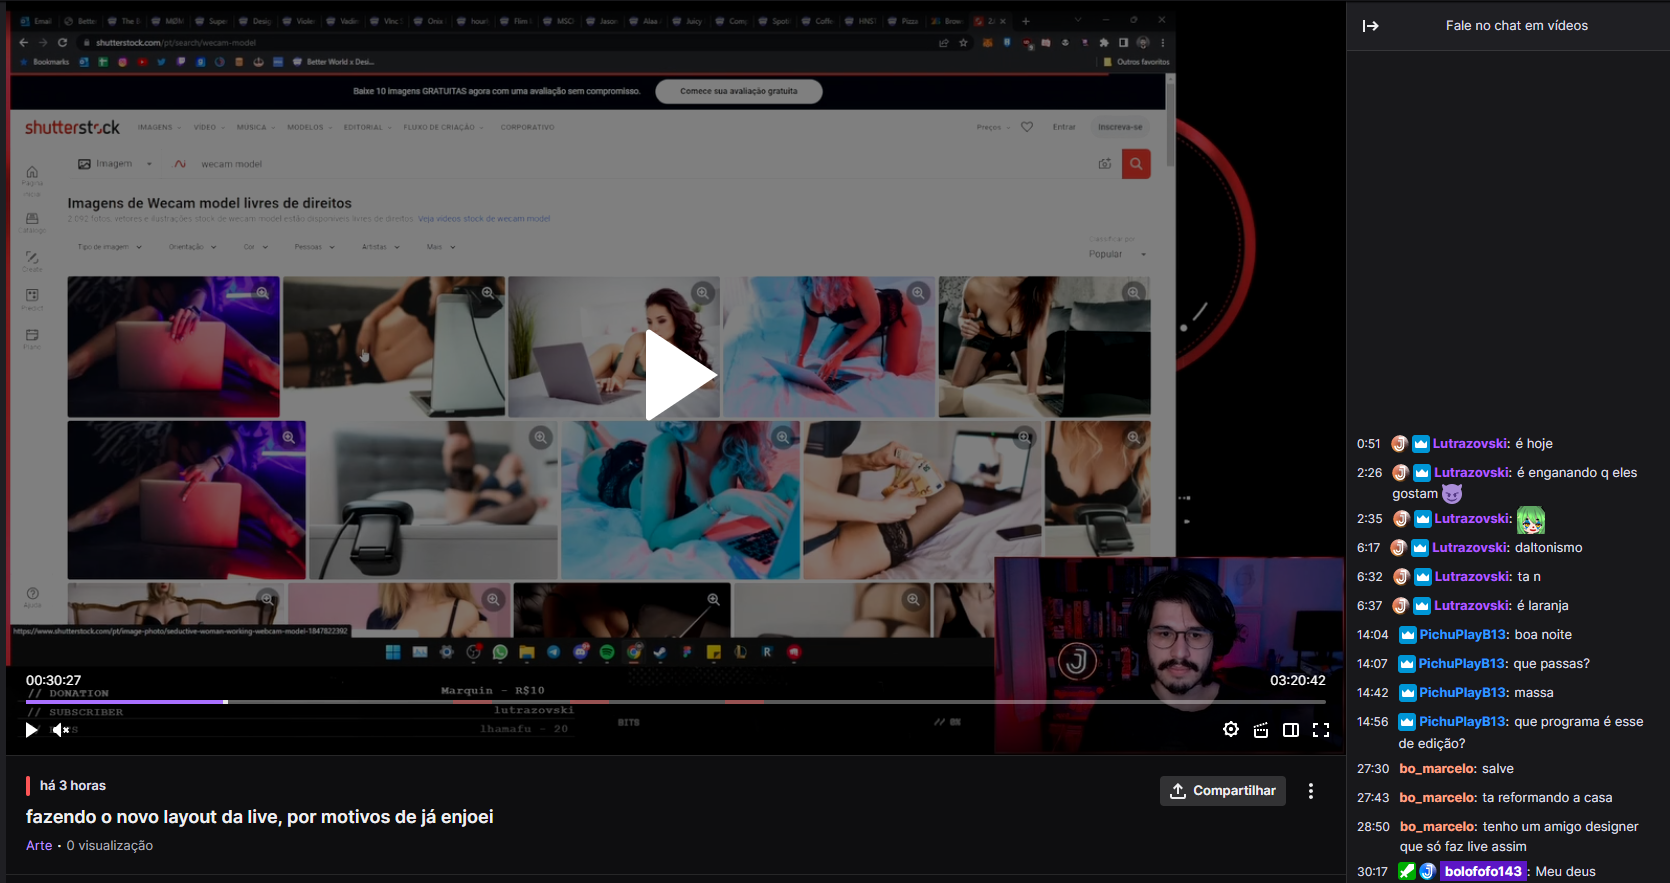 Email
Bette
The B
MØM
Super
Desig
Violet
Vadin
Vlnc S
Onix
houri
Film
MSC
Jason
Alaa
Juicy
Com
Spoti
Coffe
HNST
Pizza
Brow
shutterstock.com/pt/search/wecam-model
Bookmarks
Better World x Desi...
Outros favoritos
Baixe 10 imagens GRATUITAS agora com uma avaliação sem compromisso.
Comece sua avaliação gratuita
shutterstock
IMAGENS
VÍDEO
MÚSICA
MODELOS
EDITORIAL
FLUXO DE CRIAÇÃO
CORPORATIVO
Preços
Entrar
Inscreva-se
Imagem
wecam model
Página
Imagens de Wecam model livres de direitos
2.092 fotos, vetores e ilustrações stock de wecam model estão disponíveis livres de direitos. Veja vídeos stock de wecam model
Catálogo
Tipo de imagem
Orientação
Cor
Pessoas
Artistas
Mais
Classificar por
Popular
Create
Predict
Plano
Ajuda
https://www.shutterstock.com/pt/image-photo/seductive-woman-working-webcam-model-1847822392
00:30:27
03:20:42
// DONATION
Marquin - R$10
// SUBSCRIBER
lutrazovski
lhamafu - 20
BITS
há 3 horas
Compartilhar
fazendo o novo layout da live, por motivos de já enjoei
Arte • 0 visualização
Fale no chat em vídeos
0:51 Lutrazovski: é hoje
2:26 Lutrazovski: é enganando q eles
gostam
2:35 Lutrazovski:
6:17 Lutrazovski: daltonismo
6:32 Lutrazovski: ta n
6:37 Lutrazovski: é laranja
14:04 PichuPlayB13: boa noite
14:07 PichuPlayB13: que passas?
14:42 PichuPlayB13: massa
14:56 PichuPlayB13: que programa é esse
de edição?
27:30 bo_marcelo: salve
27:43 bo_marcelo: ta reformando a casa
28:50 bo_marcelo: tenho um amigo designer
que só faz live assim
30:17 bolofofo143: Meu deus